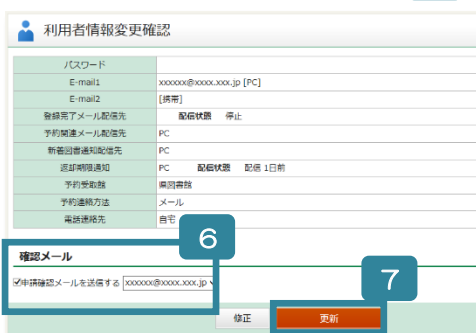 利用者情報変更確認
パスワード
E-mail1 xxxxxx@xxxx.xxx.jp [PC]
E-mail2 [携帯]
登録完了メール配信先 配信状態 停止
予約関連メール配信先 PC
新着図書通知配信先 PC
返却期限通知 PC 配信状態 配信 1日前
予約受取館 県図書館
予約連絡方法 メール
電話連絡先 自宅
6
確認メール
申請確認メールを送信する xxxxxx@xxxx.xxx.jp
7
修正 更新